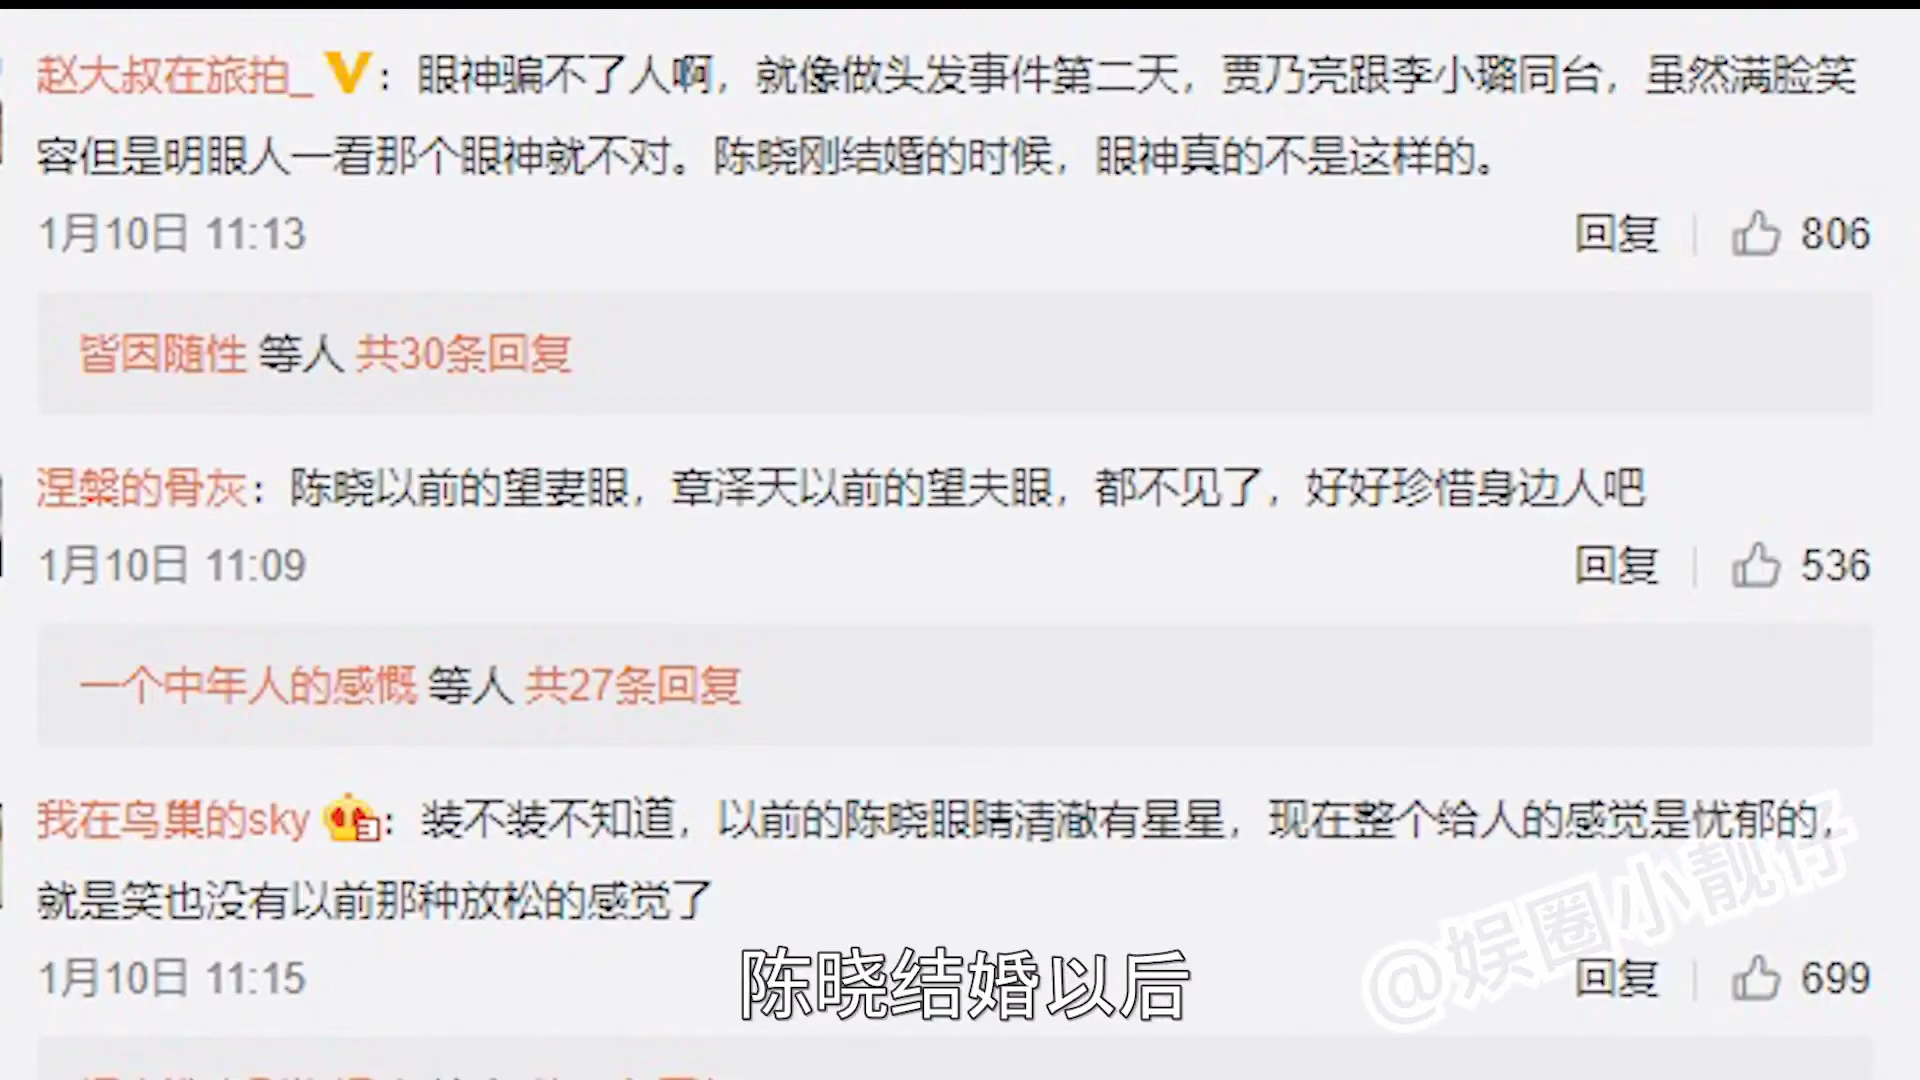 赵大叔在旅拍_ V：眼神骗不了人啊，就像做头发事件第二天，贾乃亮跟李小璐同台，虽然满脸笑
容但是明眼人一看那个眼神就不对。陈晓刚结婚的时候，眼神真的不是这样的。
1月10日 11:13 回复 806
皆因随性 等人 共30条回复
涅槃的骨灰：陈晓以前的望妻眼，章泽天以前的望夫眼，都不见了，好好珍惜身边人吧
1月10日 11:09 回复 536
一个中年人的感慨 等人 共27条回复
我在鸟巢的sky：装不装不知道，以前的陈晓眼睛清澈有星星，现在整个给人的感觉是忧郁的，
就是笑也没有以前那种放松的感觉了
@娱圈小靓仔
1月10日 11:15 回复 699
陈晓结婚以后